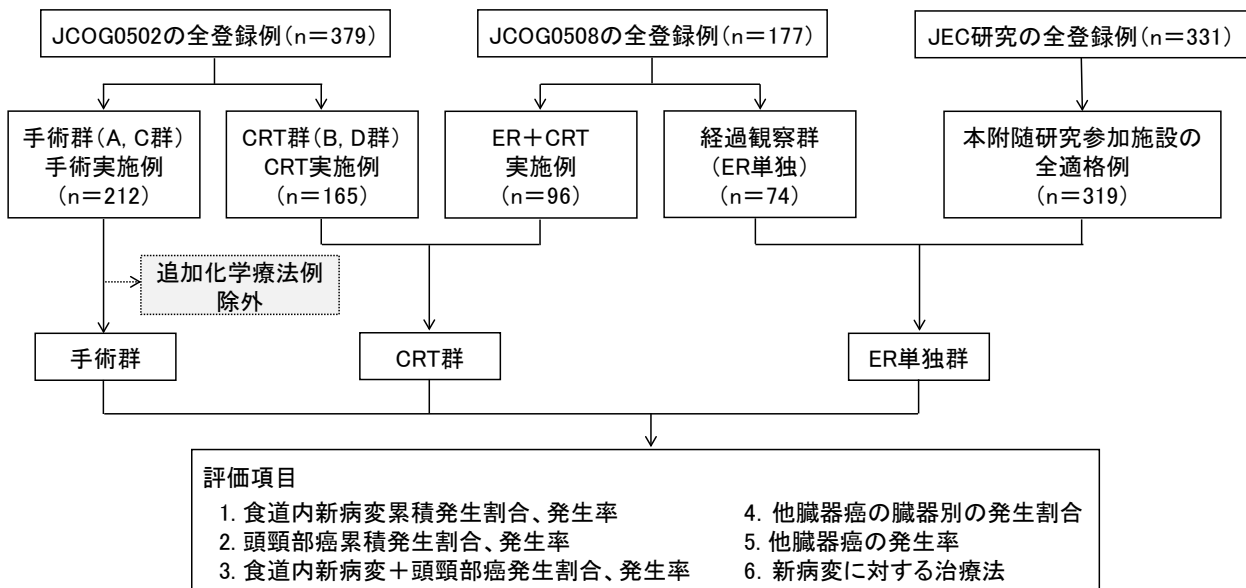 JCOG0502の全登録例(n=379)
JCOG0508の全登録例(n=177)
JEC研究の全登録例(n=331)
手術群(A, C群)
手術実施例
(n=212)
CRT群(B, D群)
CRT実施例
(n=165)
ER+CRT
実施例
(n=96)
経過観察群
(ER単独)
(n=74)
本附随研究参加施設の
全適格例
(n=319)
追加化学療法例
除外
手術群
CRT群
ER単独群
評価項目
1. 食道内新病変累積発生割合、発生率
2. 頭頸部癌累積発生割合、発生率
3. 食道内新病変+頭頸部癌発生割合、発生率
4. 他臓器癌の臓器別の発生割合
5. 他臓器癌の発生率
6. 新病変に対する治療法